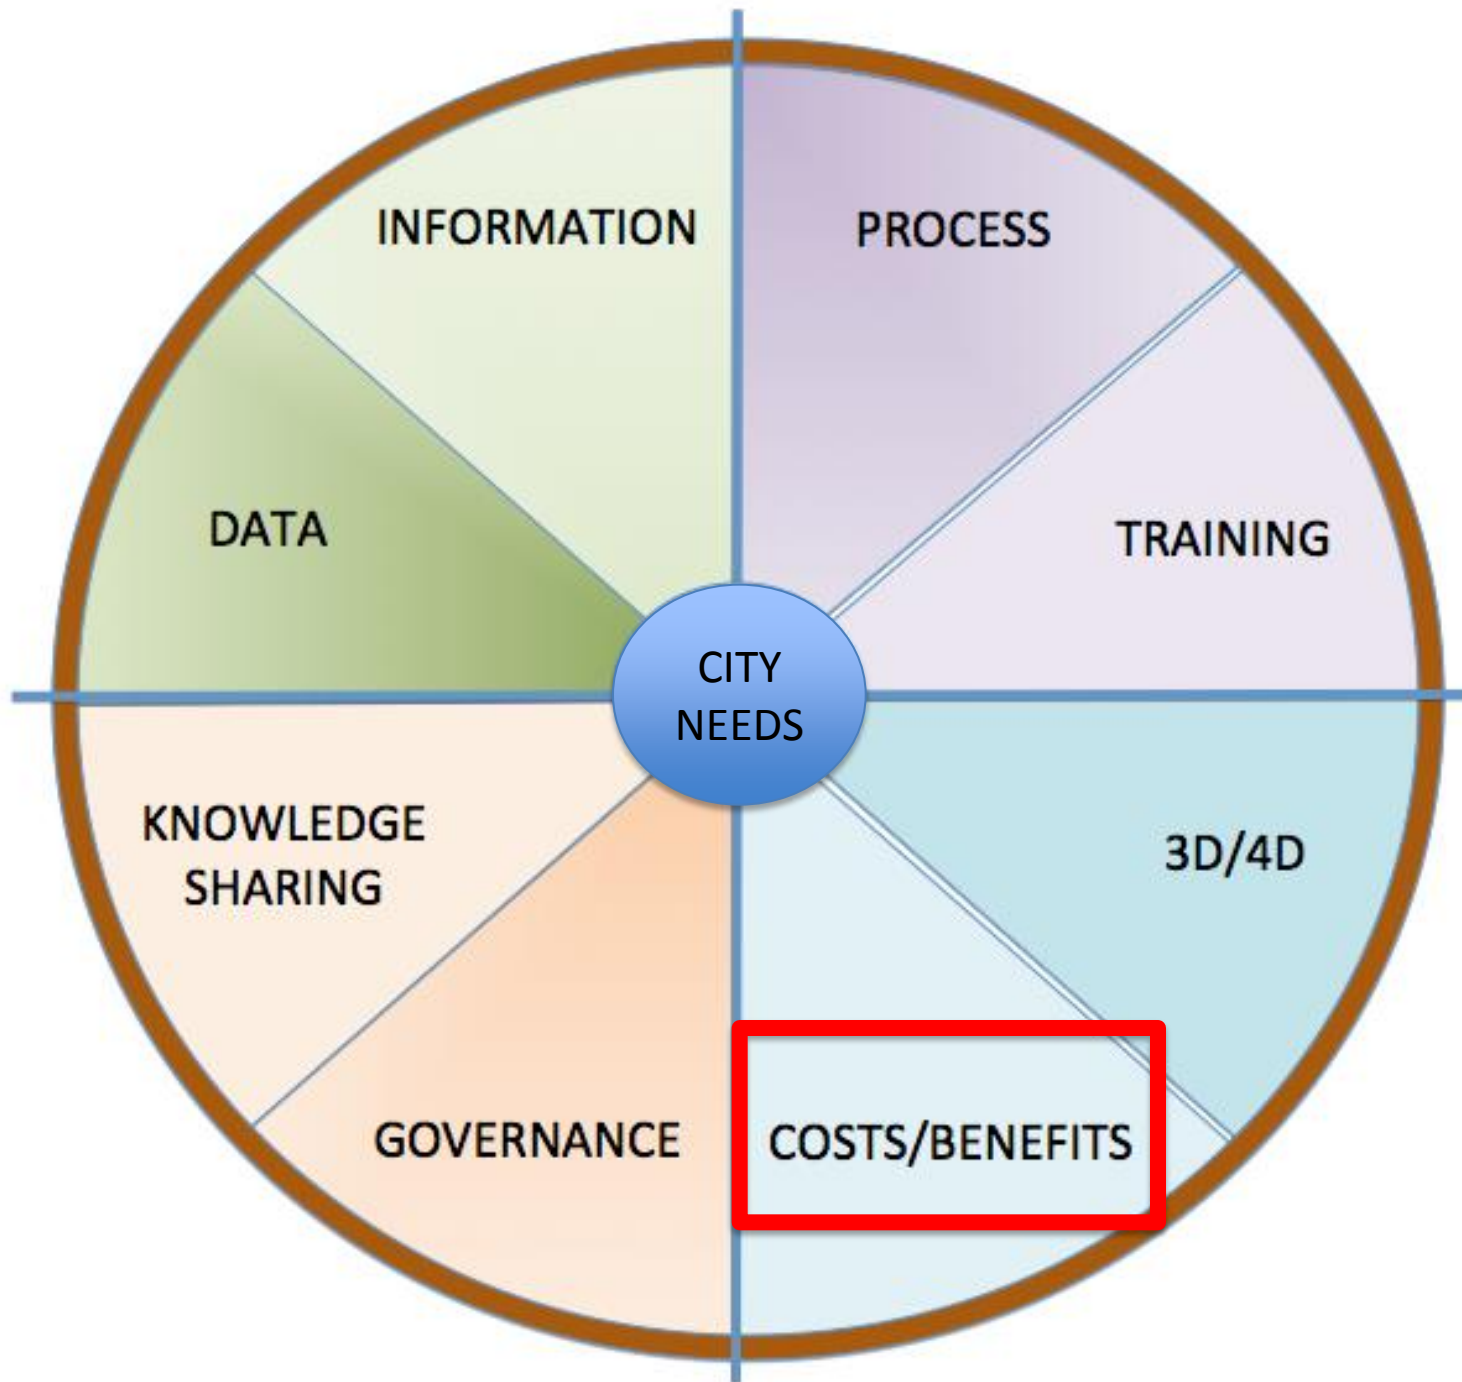 INFORMATION
PROCESS
DATA
TRAINING
CITY
NEEDS
KNOWLEDGE
SHARING
3D/4D
GOVERNANCE
COSTS/BENEFITS